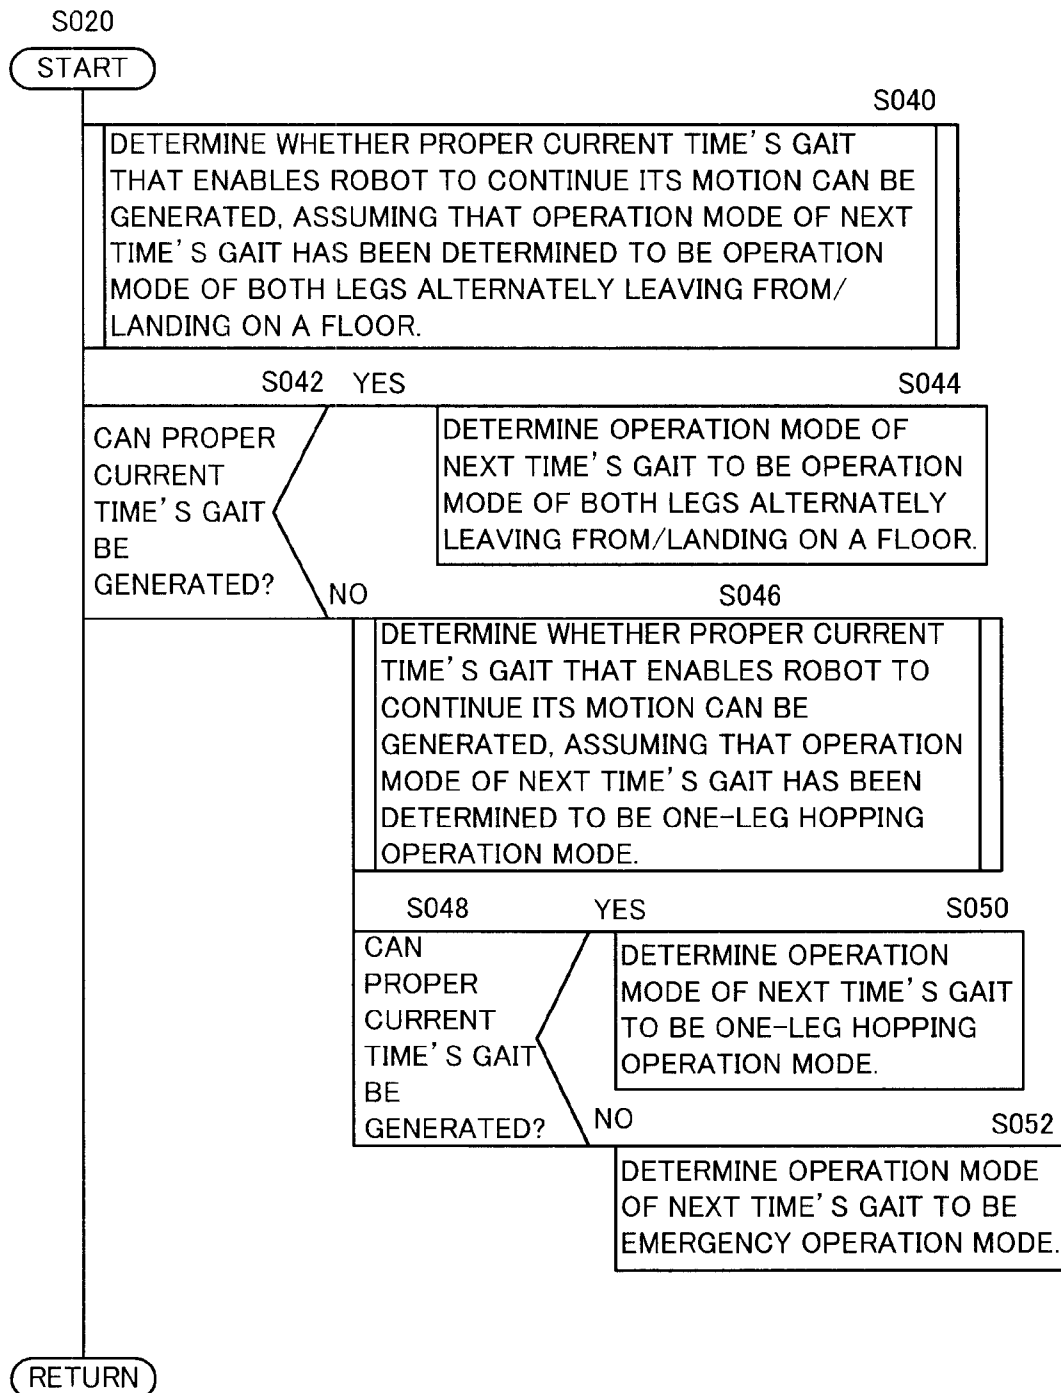 S020
START
S040
DETERMINE WHETHER PROPER CURRENT TIME'S GAIT
THAT ENABLES ROBOT TO CONTINUE ITS MOTION CAN BE
GENERATED, ASSUMING THAT OPERATION MODE OF NEXT
TIME'S GAIT HAS BEEN DETERMINED TO BE OPERATION
MODE OF BOTH LEGS ALTERNATELY LEAVING FROM/
LANDING ON A FLOOR.
S042
YES
S044
CAN PROPER
CURRENT
TIME'S GAIT
BE
GENERATED?
DETERMINE OPERATION MODE OF
NEXT TIME'S GAIT TO BE OPERATION
MODE OF BOTH LEGS ALTERNATELY
LEAVING FROM/LANDING ON A FLOOR.
NO
S046
DETERMINE WHETHER PROPER CURRENT
TIME'S GAIT THAT ENABLES ROBOT TO
CONTINUE ITS MOTION CAN BE
GENERATED, ASSUMING THAT OPERATION
MODE OF NEXT TIME'S GAIT HAS BEEN
DETERMINED TO BE ONE-LEG HOPPING
OPERATION MODE.
S048
YES
S050
CAN
PROPER
CURRENT
TIME'S GAIT
BE
GENERATED?
DETERMINE OPERATION
MODE OF NEXT TIME'S GAIT
TO BE ONE-LEG HOPPING
OPERATION MODE.
NO
S052
DETERMINE OPERATION MODE
OF NEXT TIME'S GAIT TO BE
EMERGENCY OPERATION MODE.
RETURN